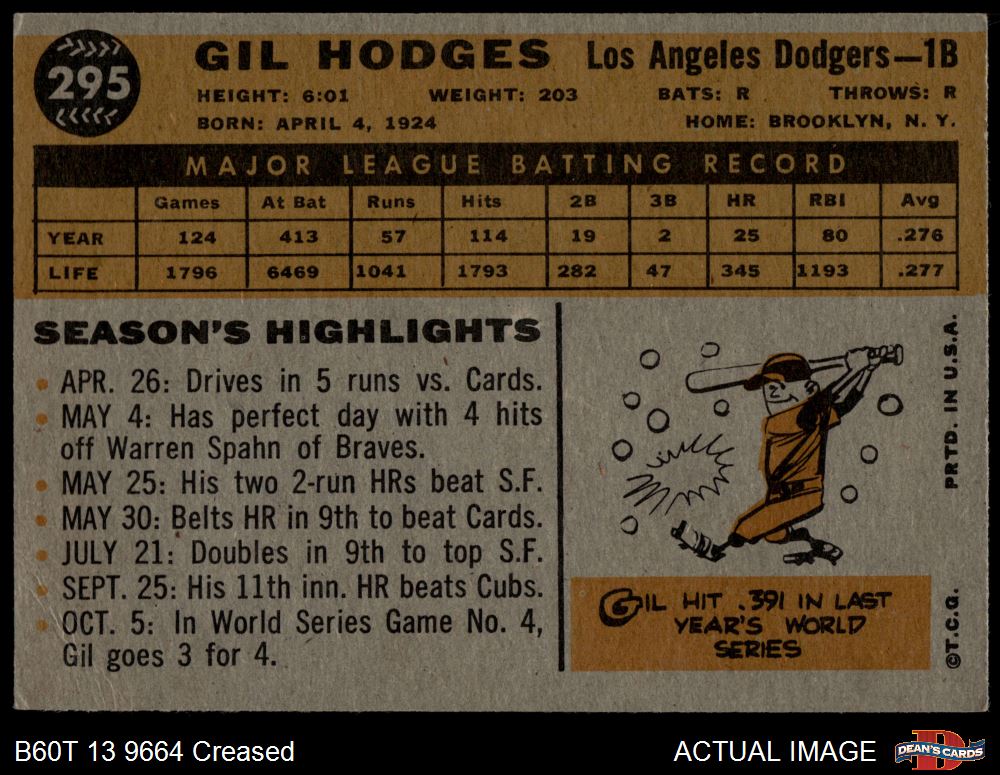 295
GIL HODGES Los Angeles Dodgers—1B
HEIGHT: 6:01 WEIGHT: 203 BATS: R THROWS: R
BORN: APRIL 4, 1924 HOME: BROOKLYN, N. Y.
MAJOR LEAGUE BATTING RECORD
Games At Bat Runs Hits 2B 3B HR RBI Avg
YEAR 124 413 57 114 19 2 25 80 .276
LIFE 1796 6469 1041 1793 282 47 345 1193 .277
SEASON'S HIGHLIGHTS
• APR. 26: Drives in 5 runs vs. Cards.
• MAY 4: Has perfect day with 4 hits
off Warren Spahn of Braves.
• MAY 25: His two 2-run HRs beat S.F.
• MAY 30: Belts HR in 9th to beat Cards.
• JULY 21: Doubles in 9th to top S.F.
• SEPT. 25: His 11th inn. HR beats Cubs.
• OCT. 5: In World Series Game No. 4,
Gil goes 3 for 4.
GIL HIT .391 IN LAST
YEAR'S WORLD
SERIES
PRTD. IN U.S.A.
©T.C.G.
B60T 13 9664 Creased
ACTUAL IMAGE
DEAN'S CARDS